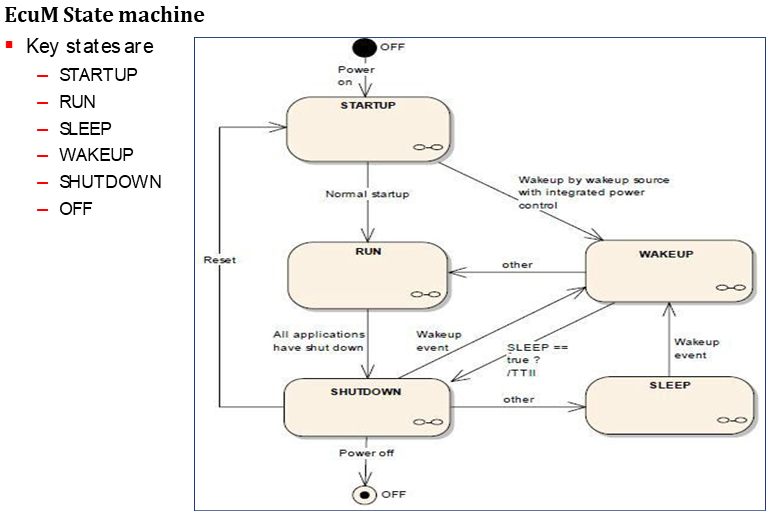 EcuM State machine
Key states are
– STARTUP
– RUN
– SLEEP
– WAKEUP
– SHUTDOWN
– OFF
OFF
Power
on
STARTUP
Normal startup
Wakeup by wakeup source
with integrated power
control
Reset
RUN
other
WAKEUP
All applications
have shut down
Wakeup
event
SLEEP ==
true ?
/TTII
Wakeup
event
SHUTDOWN
other
SLEEP
Power off
OFF